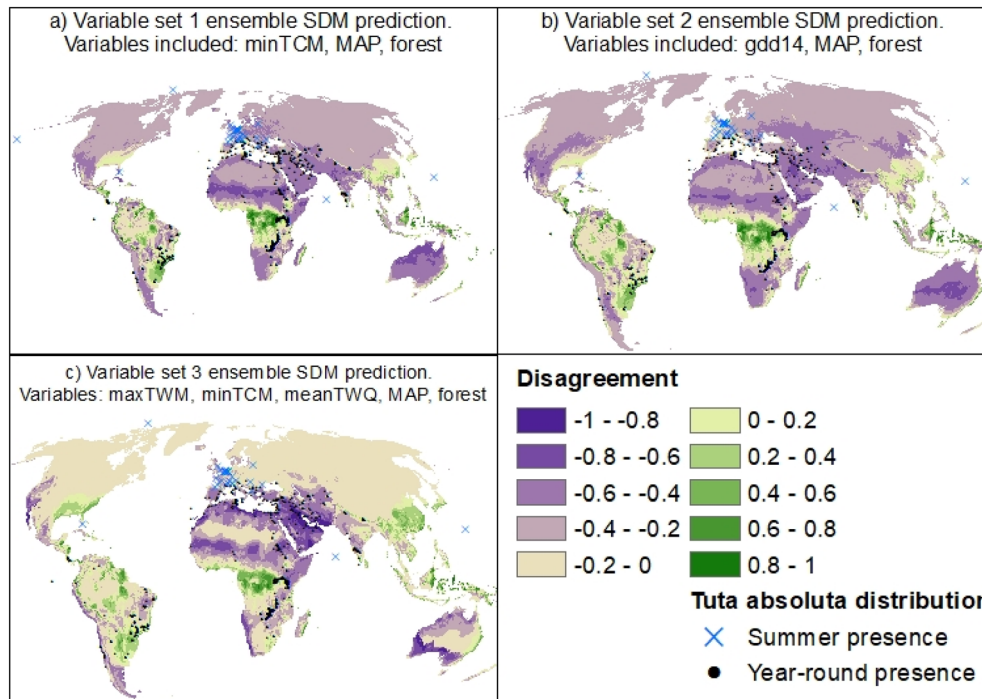 a) Variable set 1 ensemble SDM prediction.
Variables included: minTCM, MAP, forest
b) Variable set 2 ensemble SDM prediction.
Variables included: gdd14, MAP, forest
c) Variable set 3 ensemble SDM prediction.
Variables: maxTWM, minTCM, meanTWQ, MAP, forest
Disagreement
-1 - -0.8
0 - 0.2
-0.8 - -0.6
0.2 - 0.4
-0.6 - -0.4
0.4 - 0.6
-0.4 - -0.2
0.6 - 0.8
-0.2 - 0
0.8 - 1
Tuta absoluta distribution
Summer presence
Year-round presence